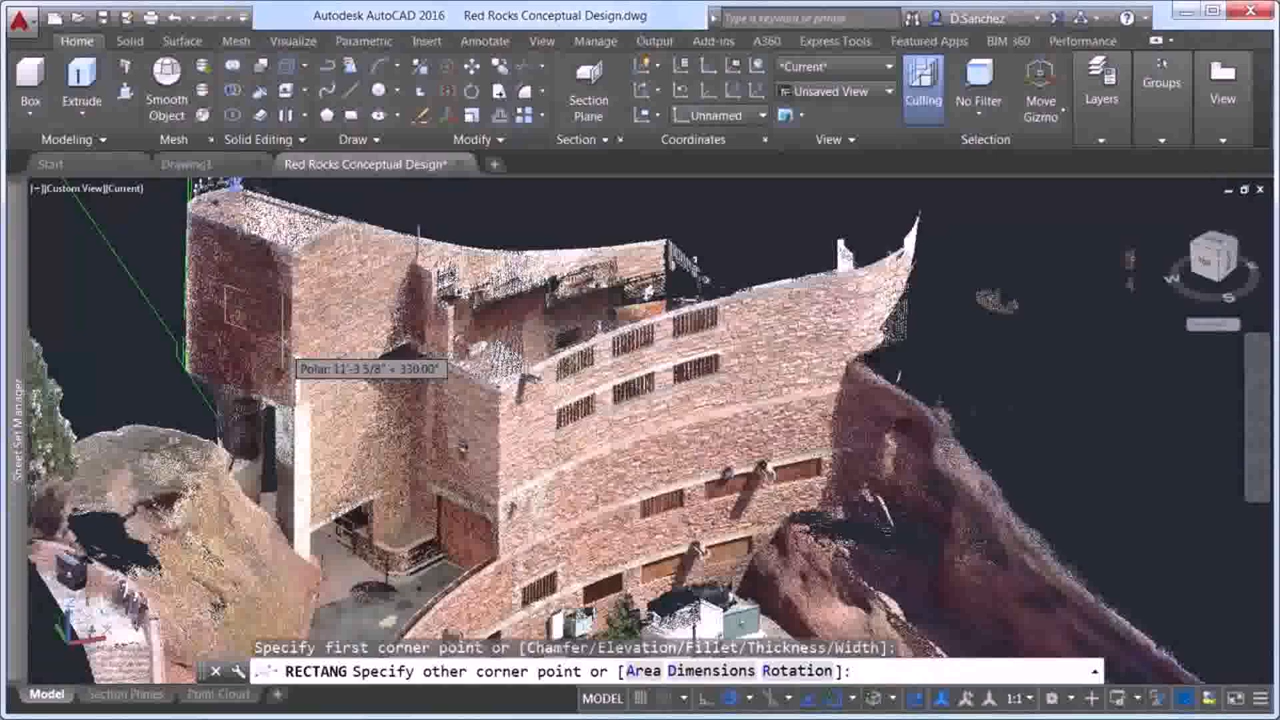 Autodesk AutoCAD 2016 Red Rocks Conceptual Design.dwg
Type a keyword or phrase
D.Sanchez
Home Solid Surface Mesh Visualize Parametric Insert Annotate View Manage Output Add-ins A360 Express Tools Featured Apps BIM 360 Performance
*Current*
Unsaved View
Box Extrude Smooth Object Section Plane Culling No Filter Move Gizmo Layers Groups View
Unnamed
Modeling Mesh Solid Editing Draw Modify Section Coordinates View Selection
Start Drawing1 Red Rocks Conceptual Design* +
[−][Custom View][Current]
Polar: 11'-3 5/8" < 330.00°
Sheet Set Manager
Specify first corner point or [Chamfer/Elevation/Fillet/Thickness/Width]:
RECTANG Specify other corner point or [Area Dimensions Rotation]:
Model Section Planes Point Cloud + MODEL 1:1